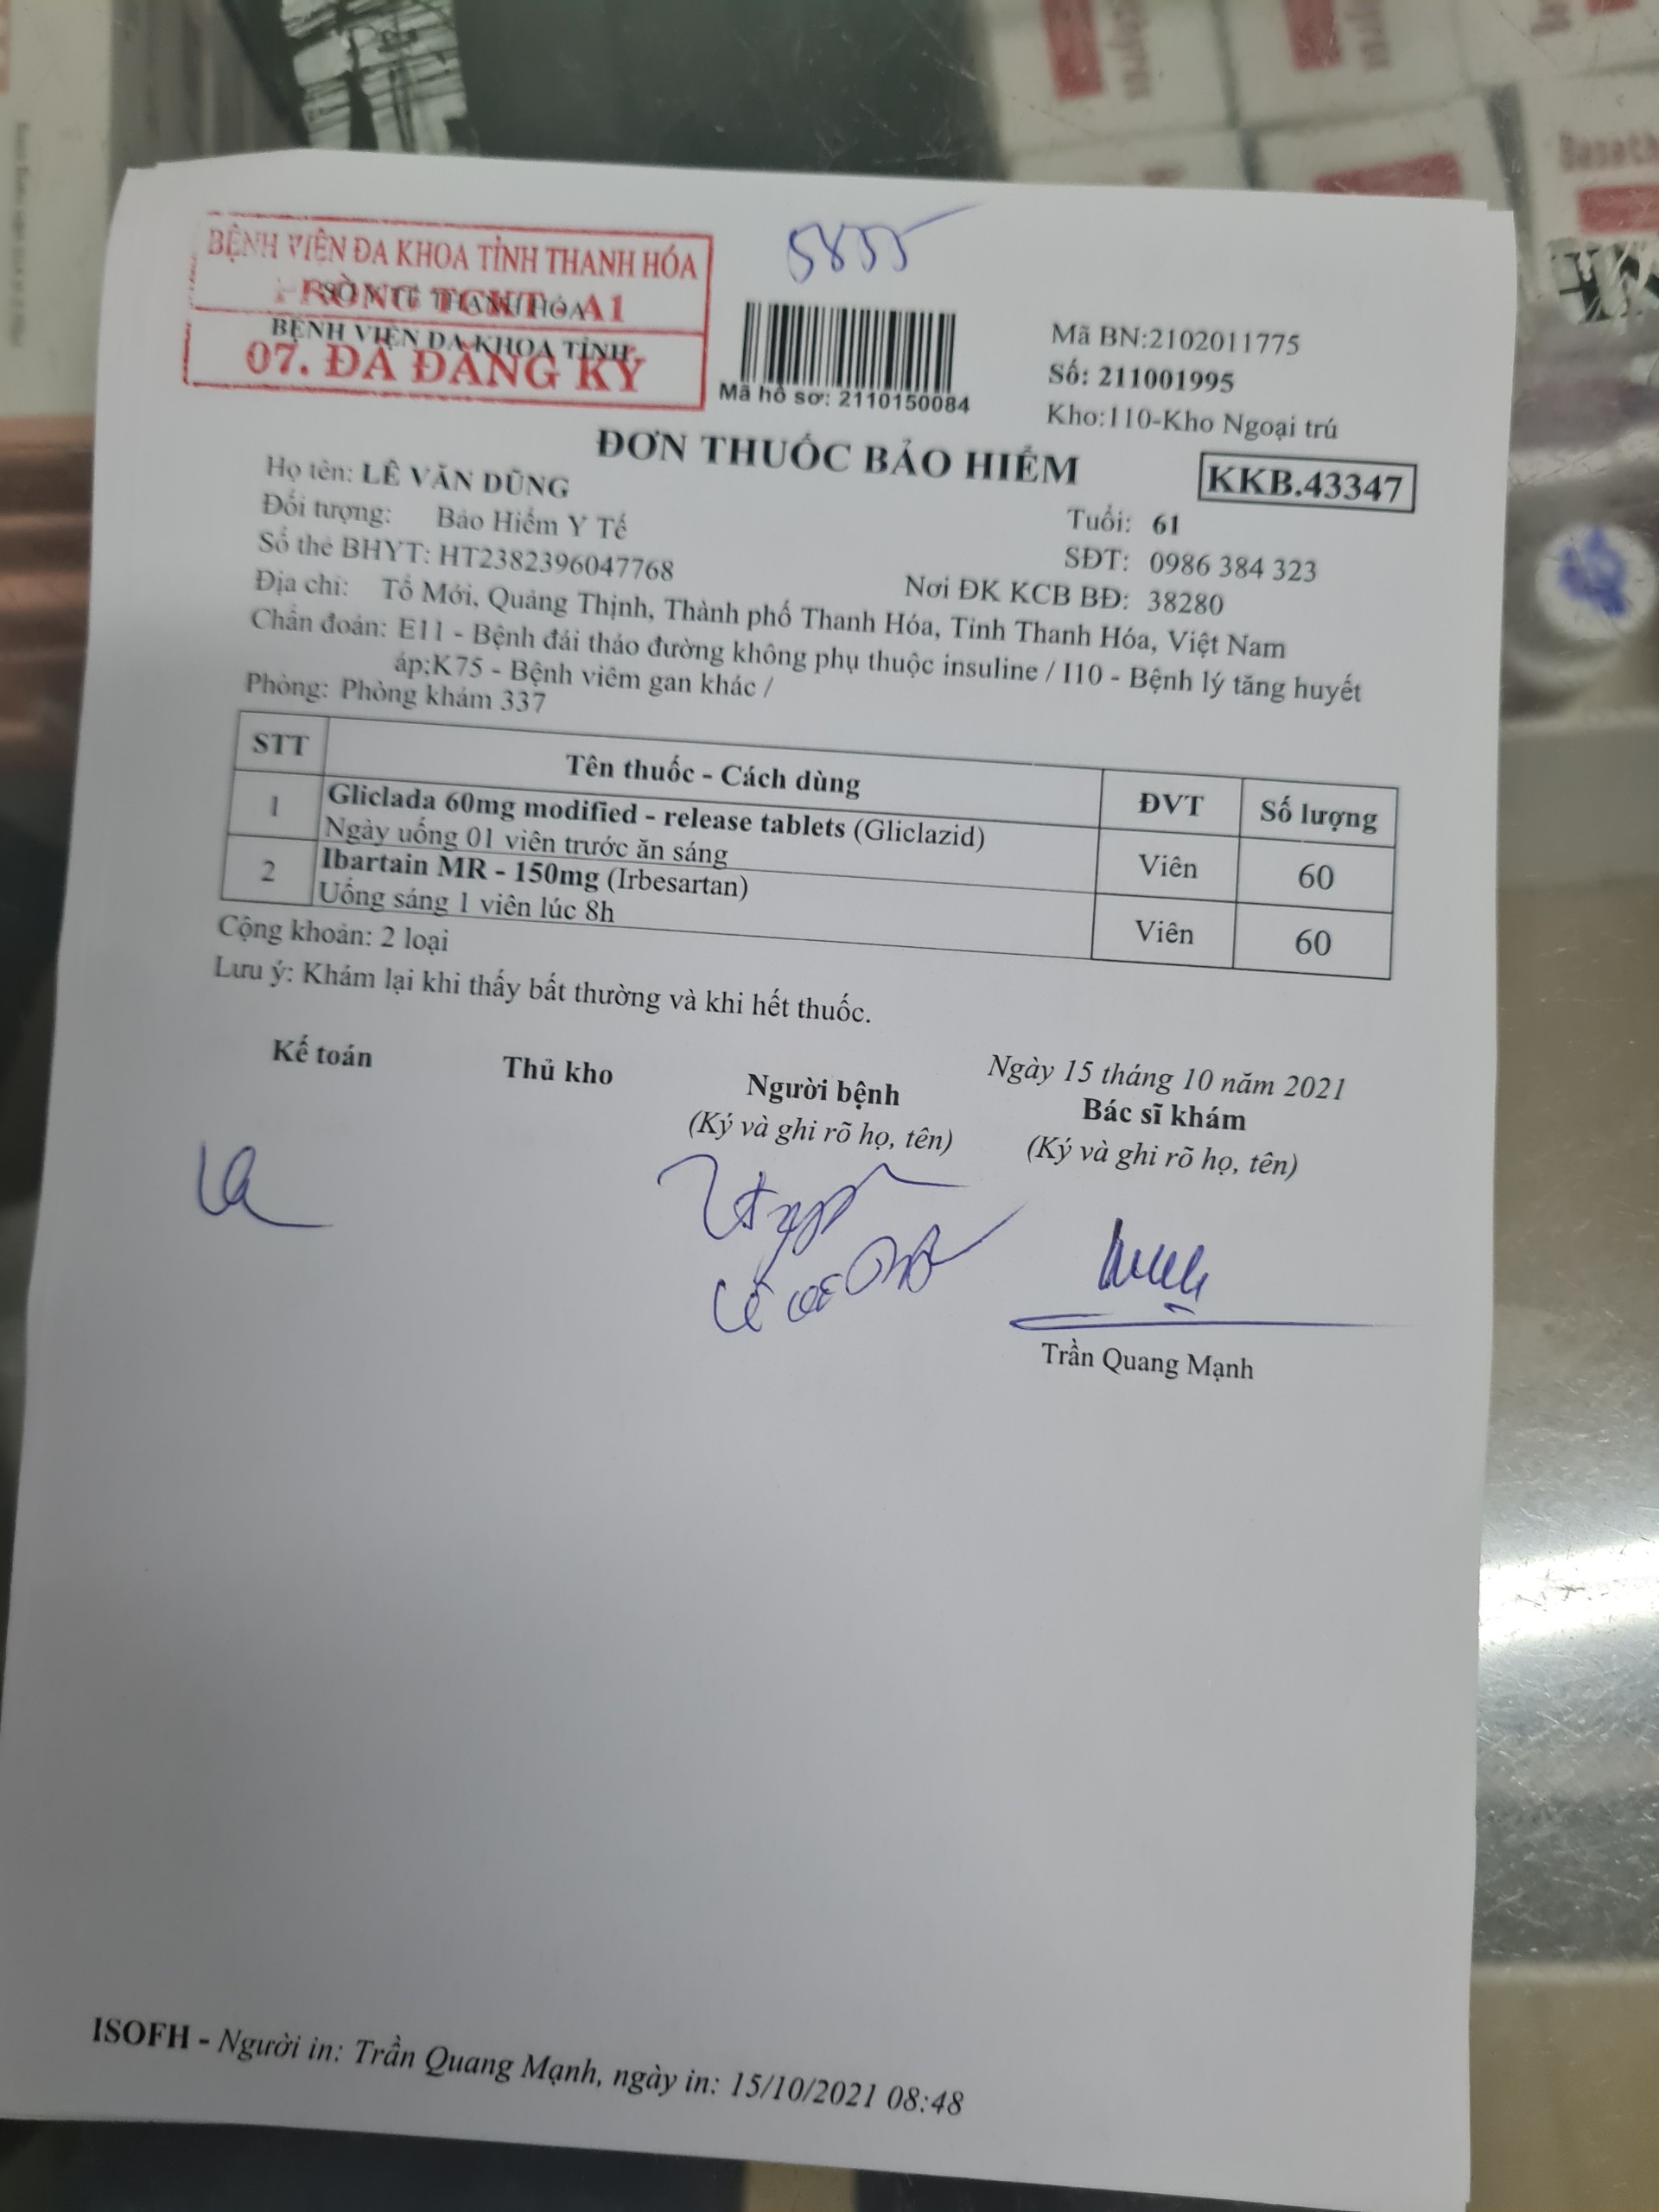 5855
BỆNH VIỆN ĐA KHOA TỈNH THANH HÓA
PHÒNG TCKT - A1
SỞ Y TẾ THANH HÓA
BỆNH VIỆN ĐA KHOA TỈNH
07. ĐÃ ĐĂNG KÝ
Mã hồ sơ: 2110150084
Mã BN:2102011775
Số: 211001995
Kho:110-Kho Ngoại trú
ĐƠN THUỐC BẢO HIỂM
KKB.43347
Họ tên: LÊ VĂN DŨNG
Tuổi: 61
Đối tượng: Bảo Hiểm Y Tế
SĐT: 0986 384 323
Số thẻ BHYT: HT2382396047768
Nơi ĐK KCB BĐ: 38280
Địa chỉ: Tổ Mới, Quảng Thịnh, Thành phố Thanh Hóa, Tỉnh Thanh Hóa, Việt Nam
Chẩn đoán: E11 - Bệnh đái tháo đường không phụ thuộc insuline / I10 - Bệnh lý tăng huyết
áp;K75 - Bệnh viêm gan khác /
Phòng: Phòng khám 337
STT Tên thuốc - Cách dùng ĐVT Số lượng
1 Gliclada 60mg modified - release tablets (Gliclazid) Viên 60
Ngày uống 01 viên trước ăn sáng
2 Ibartain MR - 150mg (Irbesartan) Viên 60
Uống sáng 1 viên lúc 8h
Cộng khoản: 2 loại
Lưu ý: Khám lại khi thấy bất thường và khi hết thuốc.
Ngày 15 tháng 10 năm 2021
Kế toán Thủ kho Người bệnh Bác sĩ khám
(Ký và ghi rõ họ, tên) (Ký và ghi rõ họ, tên)
Trần Quang Mạnh
ISOFH - Người in: Trần Quang Mạnh, ngày in: 15/10/2021 08:48